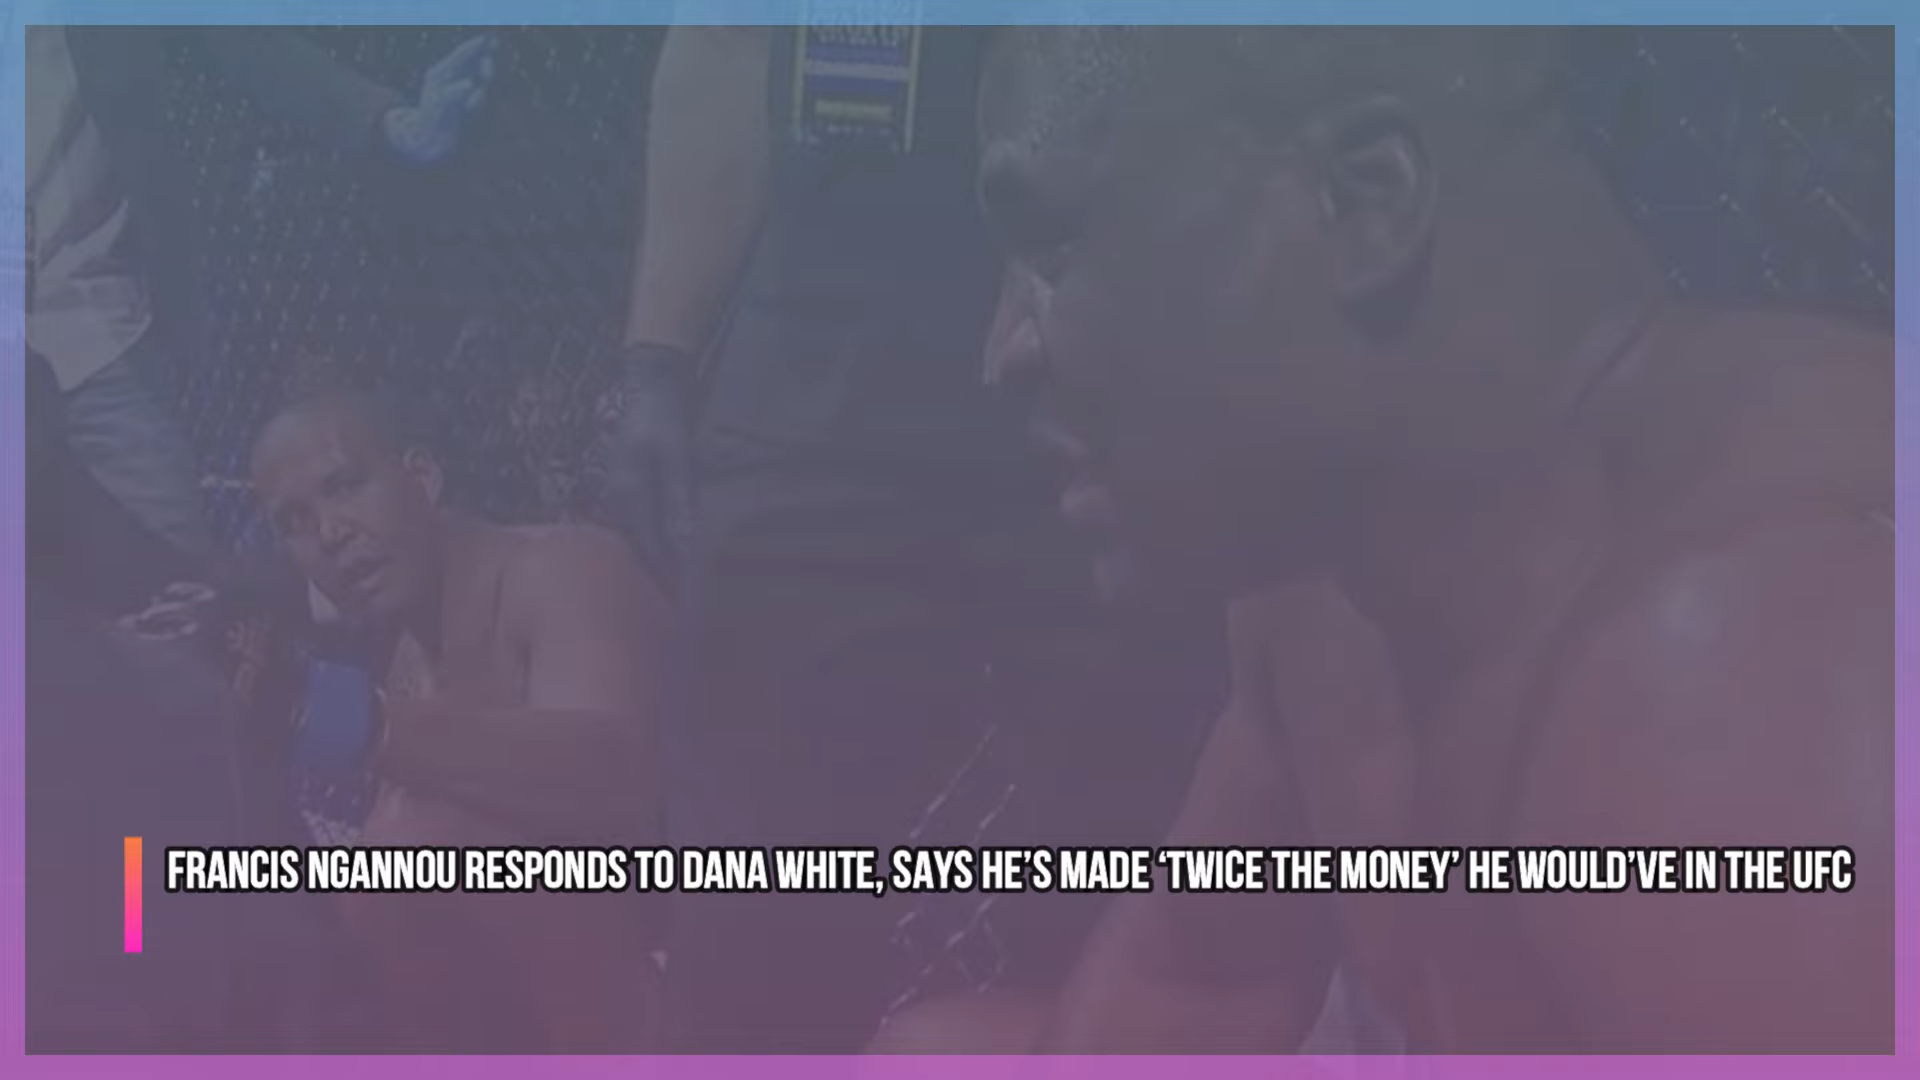 FRANCIS NGANNOU RESPONDS TO DANA WHITE, SAYS HE’S MADE ‘TWICE THE MONEY’ HE WOULD’VE IN THE UFC